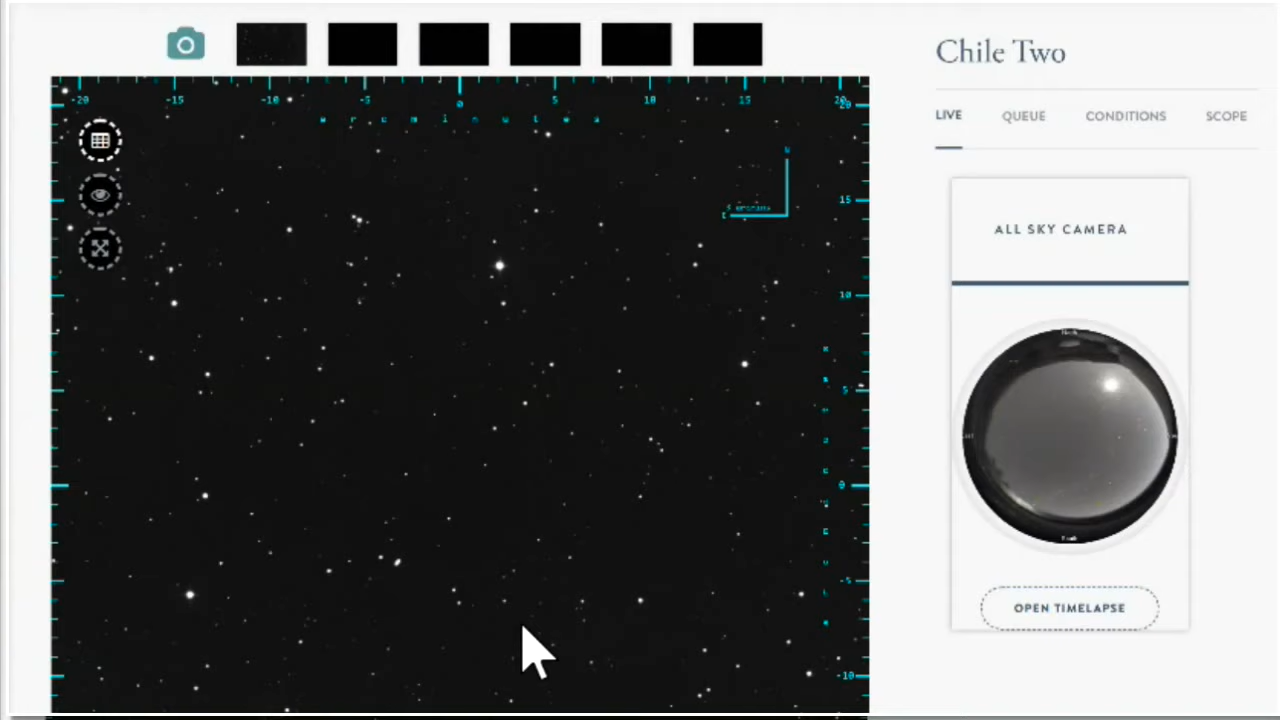 Chile Two
LIVE QUEUE CONDITIONS SCOPE
-20 -15 -10 -5 0 5 10 15 20
20
a r c m i n u t e s
N
E
15
ALL SKY CAMERA
10
5
0
-5
-10
OPEN TIMELAPSE